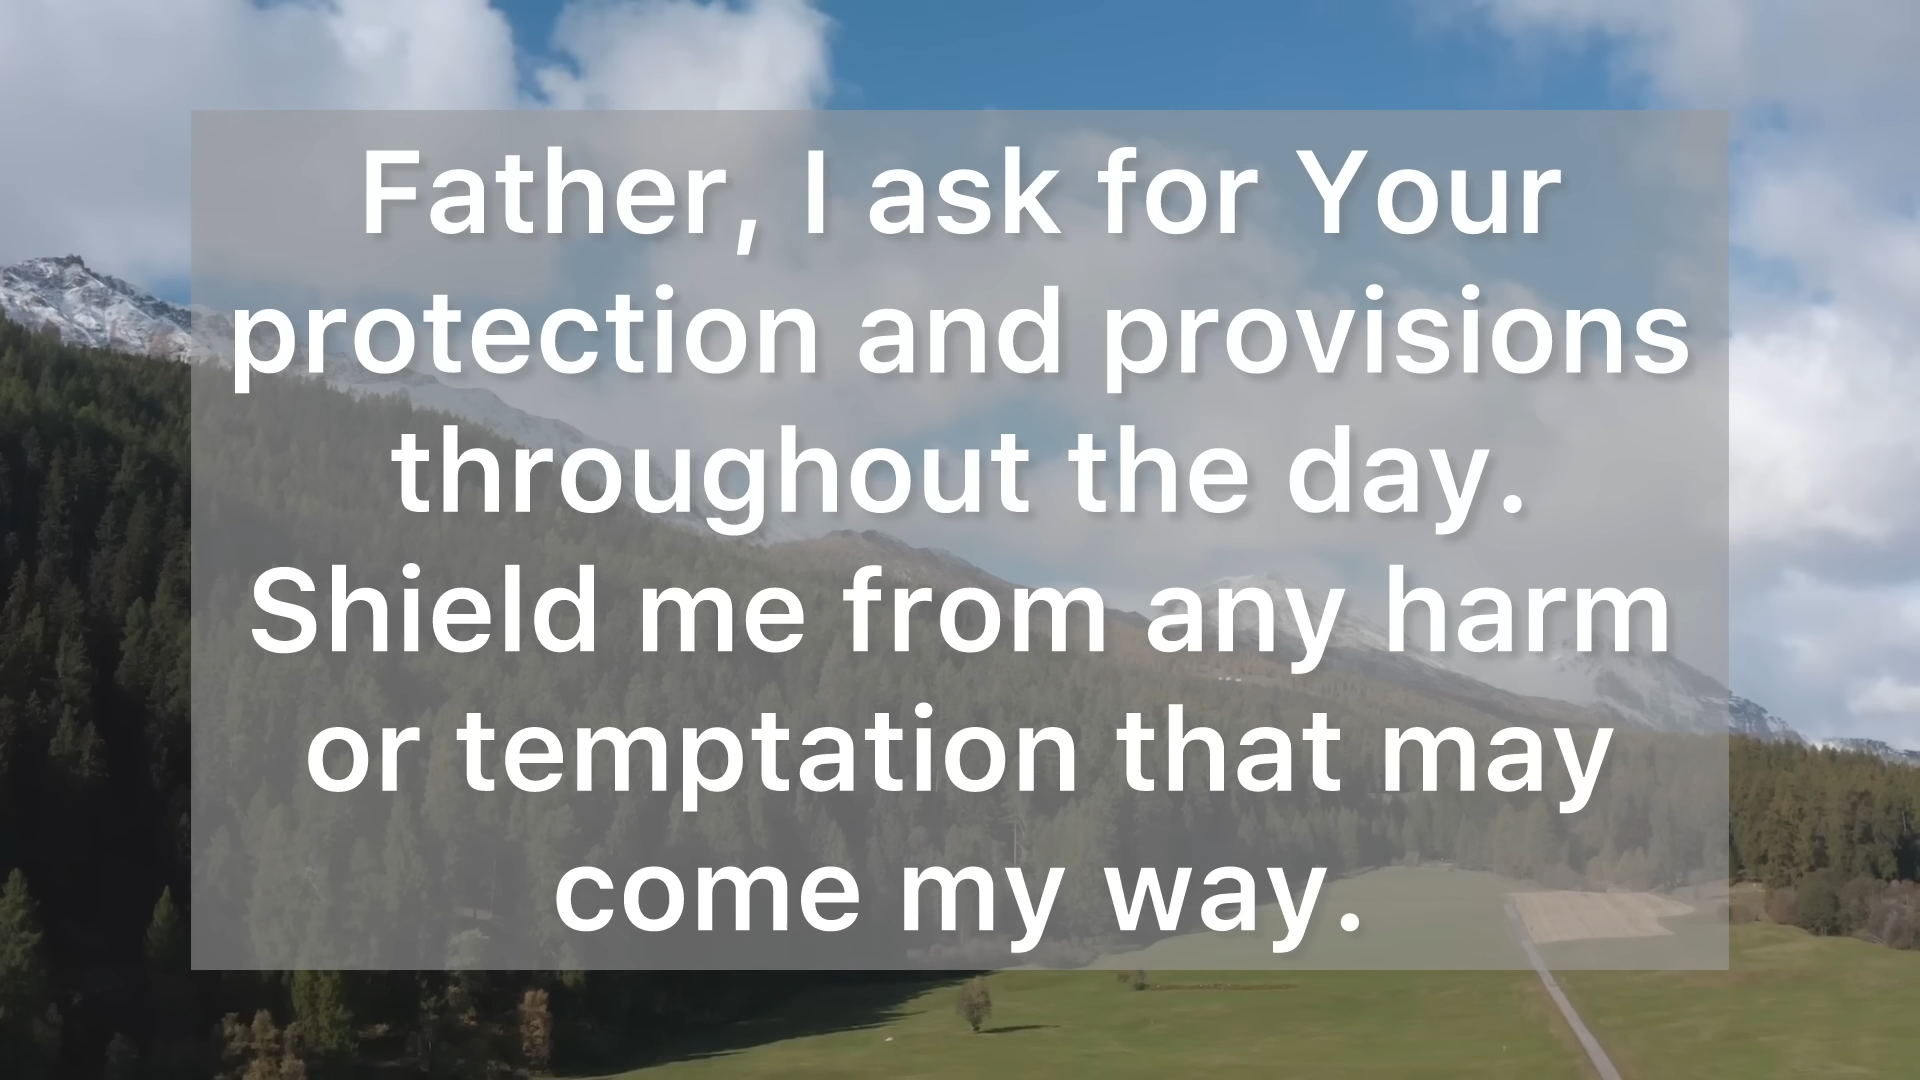 Father, I ask for Your
protection and provisions
throughout the day.
Shield me from any harm
or temptation that may
come my way.